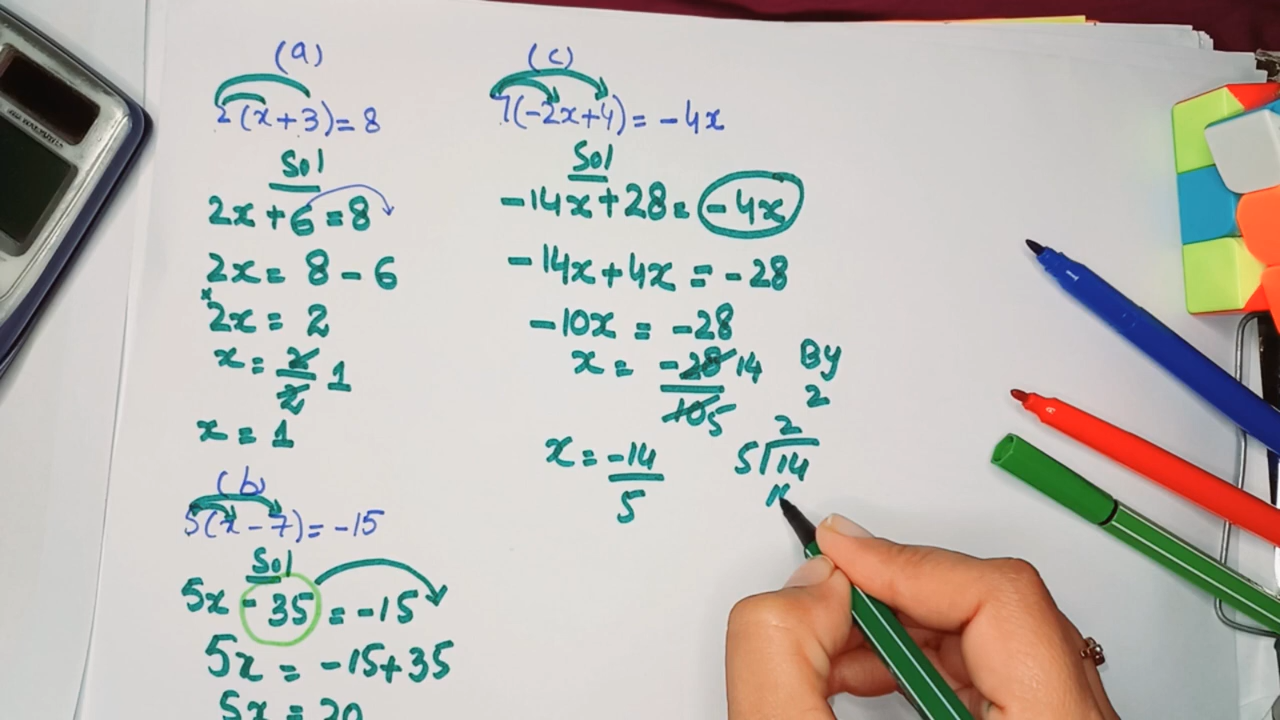 (a)
2(x+3)=8
Sol
2x+6=8
2x= 8-6
2x= 2
x= 2/2 1
x=1
(b)
5(x-7)=-15
Sol
5x-35=-15
5x= -15+35
5x=20
(c)
7(-2x+4)=-4x
Sol
-14x+28=-4x
-14x+4x=-28
-10x = -28
x= -28/10 14 5
By
2
x=-14/5
2
5)14